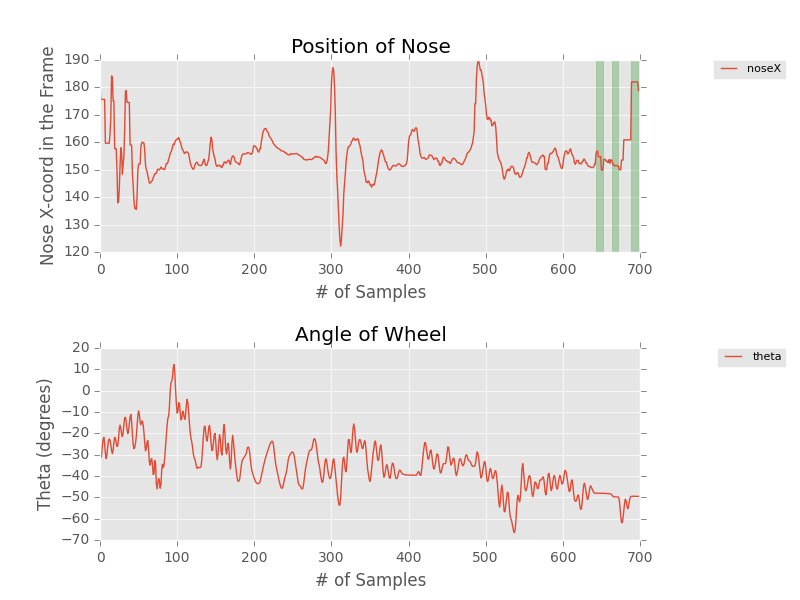 Position of Nose
190
180
170
160
150
140
130
120
Nose X-coord in the Frame
0 100 200 300 400 500 600 700
# of Samples
noseX
Angle of Wheel
20
10
0
−10
−20
−30
−40
−50
−60
−70
Theta (degrees)
0 100 200 300 400 500 600 700
# of Samples
theta